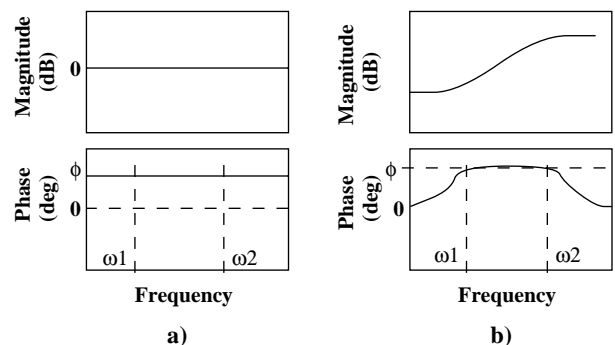 Magnitude
(dB)
0
Phase
(deg)
ϕ
0
ω1
ω2
Frequency
a)
Magnitude
(dB)
Phase
(deg)
ϕ
0
ω1
ω2
Frequency
b)